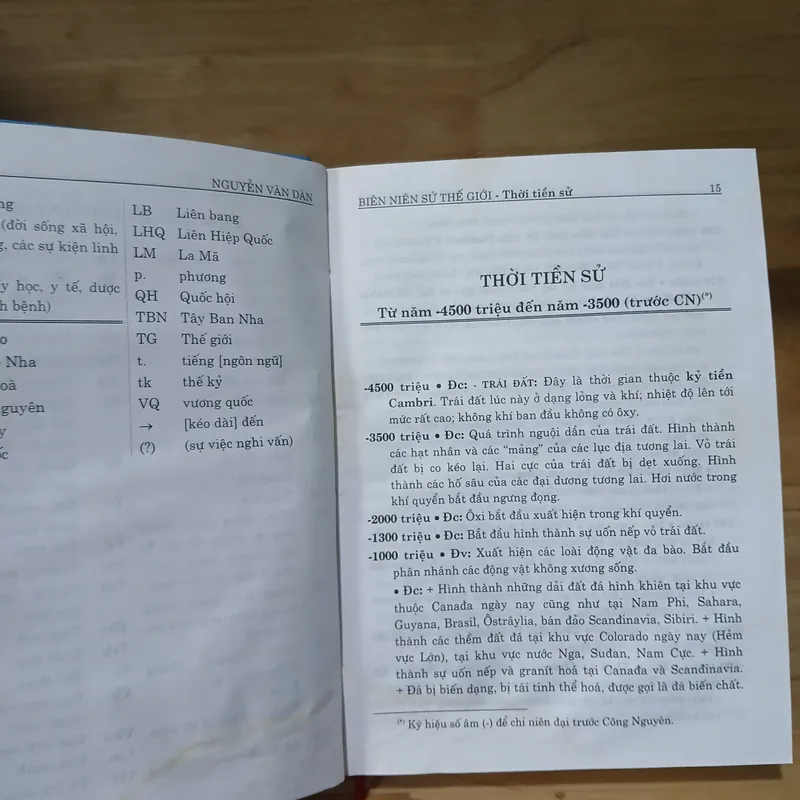 NGUYỄN VĂN DÂN
ng
(đời sống xã hội,
g, các sự kiện linh
y học, y tế, dược
h bệnh)
o
Nha
oà
guyên
y
ốc
LB Liên bang
LHQ Liên Hiệp Quốc
LM La Mã
p. phương
QH Quốc hội
TBN Tây Ban Nha
TG Thế giới
t. tiếng [ngôn ngữ]
tk thế kỷ
VQ vương quốc
→ [kéo dài] đến
(?) (sự việc nghi vấn)
BIÊN NIÊN SỬ THẾ GIỚI - Thời tiền sử 15
THỜI TIỀN SỬ
Từ năm -4500 triệu đến năm -3500 (trước CN)(*)
-4500 triệu • Đc: - TRÁI ĐẤT: Đây là thời gian thuộc kỷ tiền
Cambri. Trái đất lúc này ở dạng lỏng và khí; nhiệt độ lên tới
mức rất cao; không khí ban đầu không có ôxy.
-3500 triệu • Đc: Quá trình nguội dần của trái đất. Hình thành
các hạt nhân và các "mảng" của các lục địa tương lai. Vỏ trái
đất bị co kéo lại. Hai cực của trái đất bị dẹt xuống. Hình
thành các hố sâu của các đại dương tương lai. Hơi nước trong
khí quyển bắt đầu ngưng đọng.
-2000 triệu • Đc: Ôxi bắt đầu xuất hiện trong khí quyển.
-1300 triệu • Đc: Bắt đầu hình thành sự uốn nếp vỏ trái đất.
-1000 triệu • Đv: Xuất hiện các loài động vật đa bào. Bắt đầu
phân nhánh các động vật không xương sống.
• Đc: + Hình thành những dải đất đá hình khiên tại khu vực
thuộc Canađa ngày nay cũng như tại Nam Phi, Sahara,
Guyana, Brasil, Ôstrâylia, bán đảo Scanđinavia, Sibiri. + Hình
thành các thềm đất đá tại khu vực Colorado ngày nay (Hẻm
vực Lớn), tại khu vực nước Nga, Suđan, Nam Cực. + Hình
thành sự uốn nếp và granít hoá tại Canađa và Scanđinavia.
+ Đá bị biến dạng, bị tái tinh thể hoá, được gọi là đá biến chất.
(*) Ký hiệu số âm (-) để chỉ niên đại trước Công Nguyên.